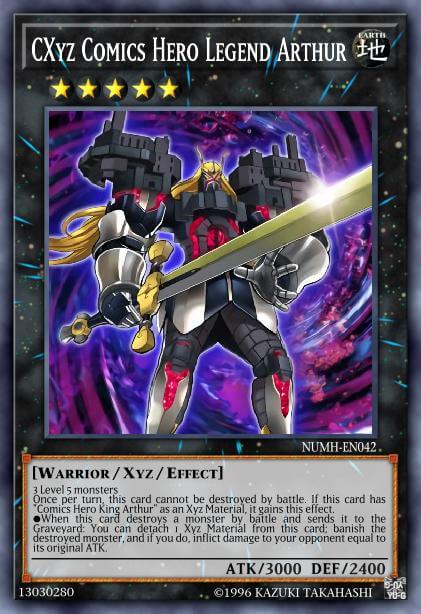 CXyz Comics Hero Legend Arthur
EARTH
地
NUMH-EN042
[Warrior / Xyz / Effect]
3 Level 5 monsters
Once per turn, this card cannot be destroyed by battle. If this card has
"Comics Hero King Arthur" as an Xyz Material, it gains this effect.
●When this card destroys a monster by battle and sends it to the
Graveyard: You can detach 1 Xyz Material from this card; banish the
destroyed monster, and if you do, inflict damage to your opponent equal to
its original ATK.
ATK/3000 DEF/2400
13030280
©1996 KAZUKI TAKAHASHI